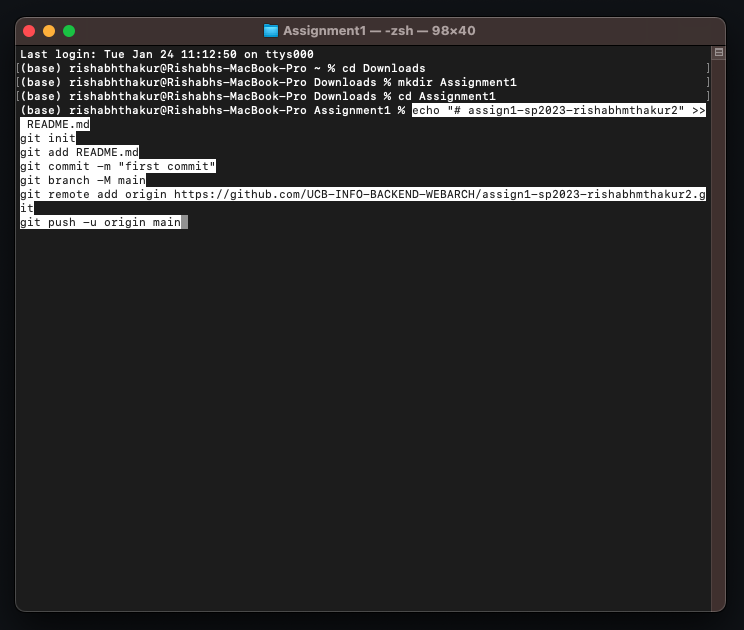 Assignment1 — -zsh — 98×40
Last login: Tue Jan 24 11:12:50 on ttys000
[(base) rishabhthakur@Rishabhs-MacBook-Pro ~ % cd Downloads ]
[(base) rishabhthakur@Rishabhs-MacBook-Pro Downloads % mkdir Assignment1 ]
[(base) rishabhthakur@Rishabhs-MacBook-Pro Downloads % cd Assignment1 ]
(base) rishabhthakur@Rishabhs-MacBook-Pro Assignment1 % echo "# assign1-sp2023-rishabhmthakur2" >>
 README.md
git init
git add README.md
git commit -m "first commit"
git branch -M main
git remote add origin https://github.com/UCB-INFO-BACKEND-WEBARCH/assign1-sp2023-rishabhmthakur2.g
it
git push -u origin main